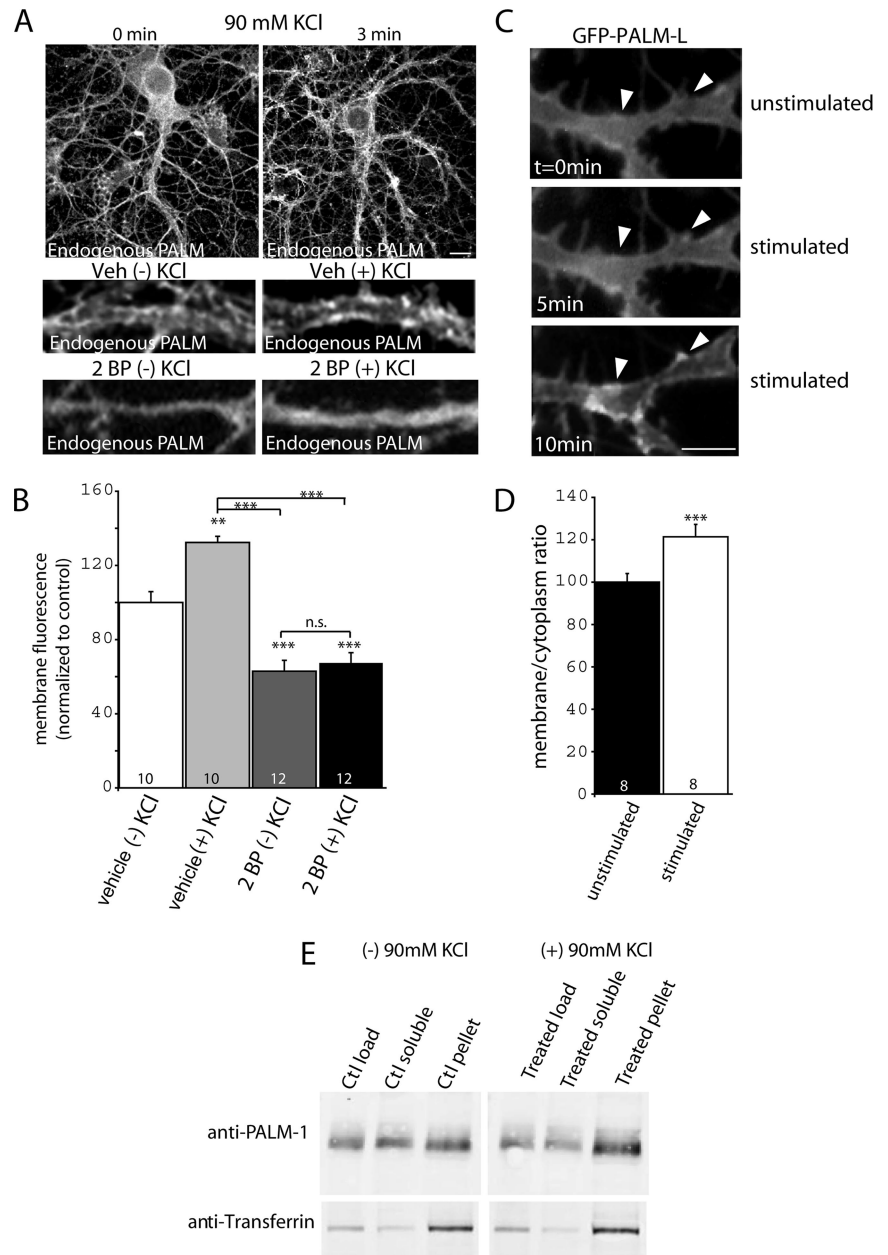 A
90 mM KCl
0 min
3 min
Endogenous PALM
Endogenous PALM
Veh (-) KCl
Veh (+) KCl
Endogenous PALM
Endogenous PALM
2 BP (-) KCl
2 BP (+) KCl
Endogenous PALM
Endogenous PALM
C
GFP-PALM-L
unstimulated
t=0min
stimulated
5min
stimulated
10min
B
membrane fluorescence
(normalized to control)
160
120
80
40
0
**
***
***
***
n.s.
***
10
10
12
12
vehicle (-) KCl
vehicle (+) KCl
2 BP (-) KCl
2 BP (+) KCl
D
membrane/cytoplasm ratio
140
120
100
80
60
40
20
0
***
8
8
unstimulated
stimulated
E
(-) 90mM KCl
(+) 90mM KCl
Ctl load
Ctl soluble
Ctl pellet
Treated load
Treated soluble
Treated pellet
anti-PALM-1
anti-Transferrin